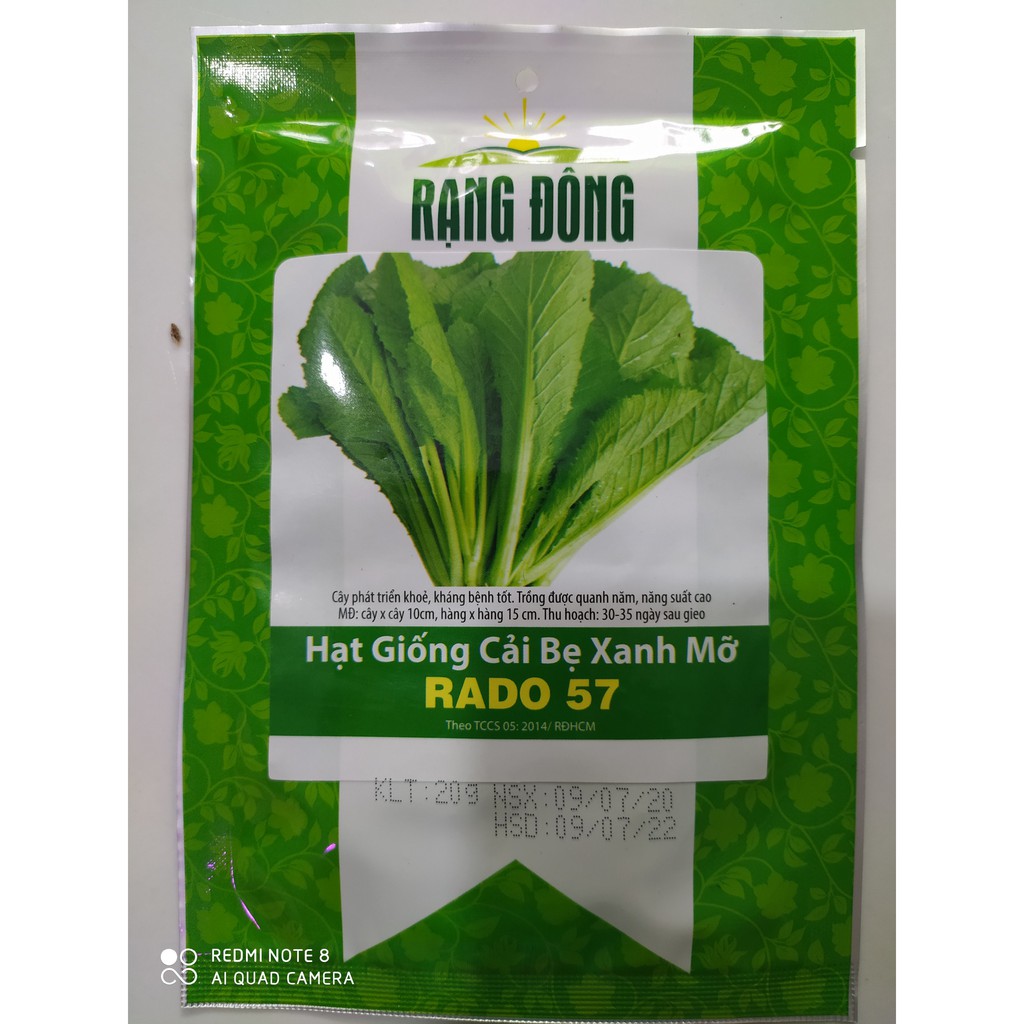 RẠNG ĐÔNG
Cây phát triển khoẻ, kháng bệnh tốt. Trồng được quanh năm, năng suất cao
MĐ: cây x cây 10cm, hàng x hàng 15 cm. Thu hoạch: 30-35 ngày sau gieo
Hạt Giống Cải Bẹ Xanh Mỡ
RADO 57
Theo TCCS 05: 2014/ RĐHCM
KLT:20g NSX:09/07/20
HSD:09/07/22
REDMI NOTE 8
AI QUAD CAMERA